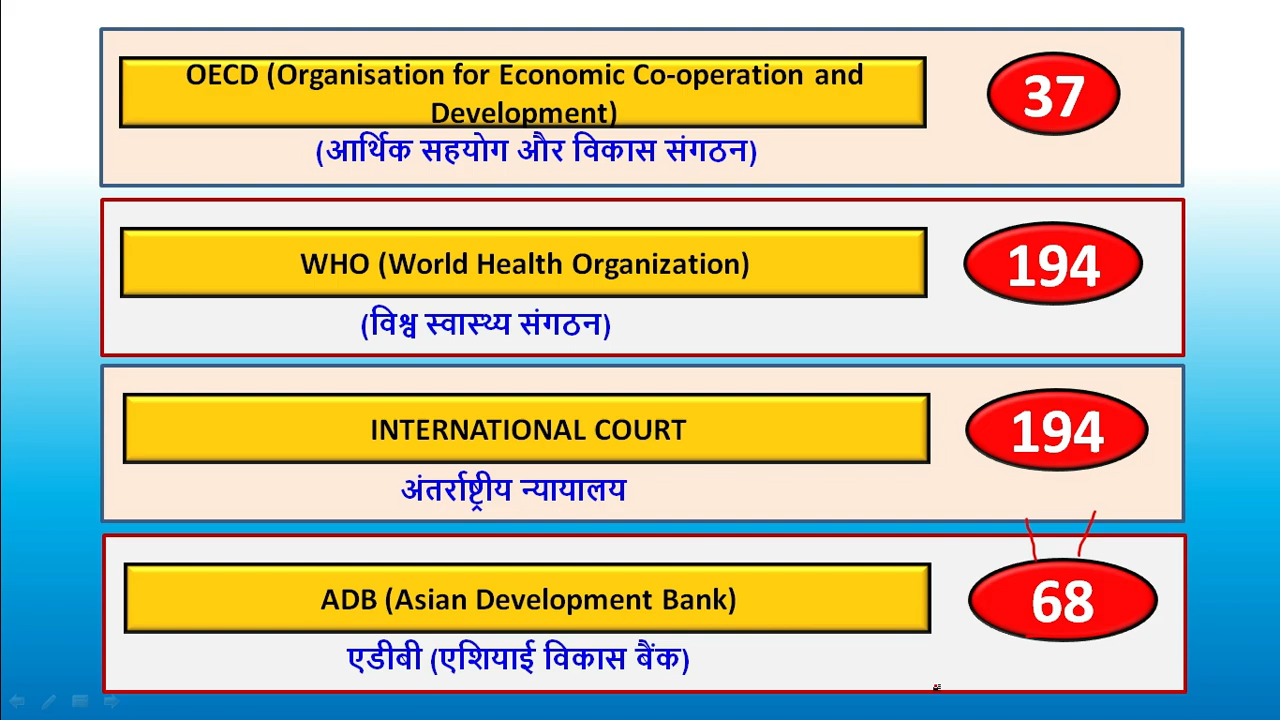 OECD (Organisation for Economic Co-operation and
Development)
37
(आर्थिक सहयोग और विकास संगठन)
WHO (World Health Organization)
194
(विश्व स्वास्थ्य संगठन)
INTERNATIONAL COURT
194
अंतर्राष्ट्रीय न्यायालय
ADB (Asian Development Bank)
68
एडीबी (एशियाई विकास बैंक)